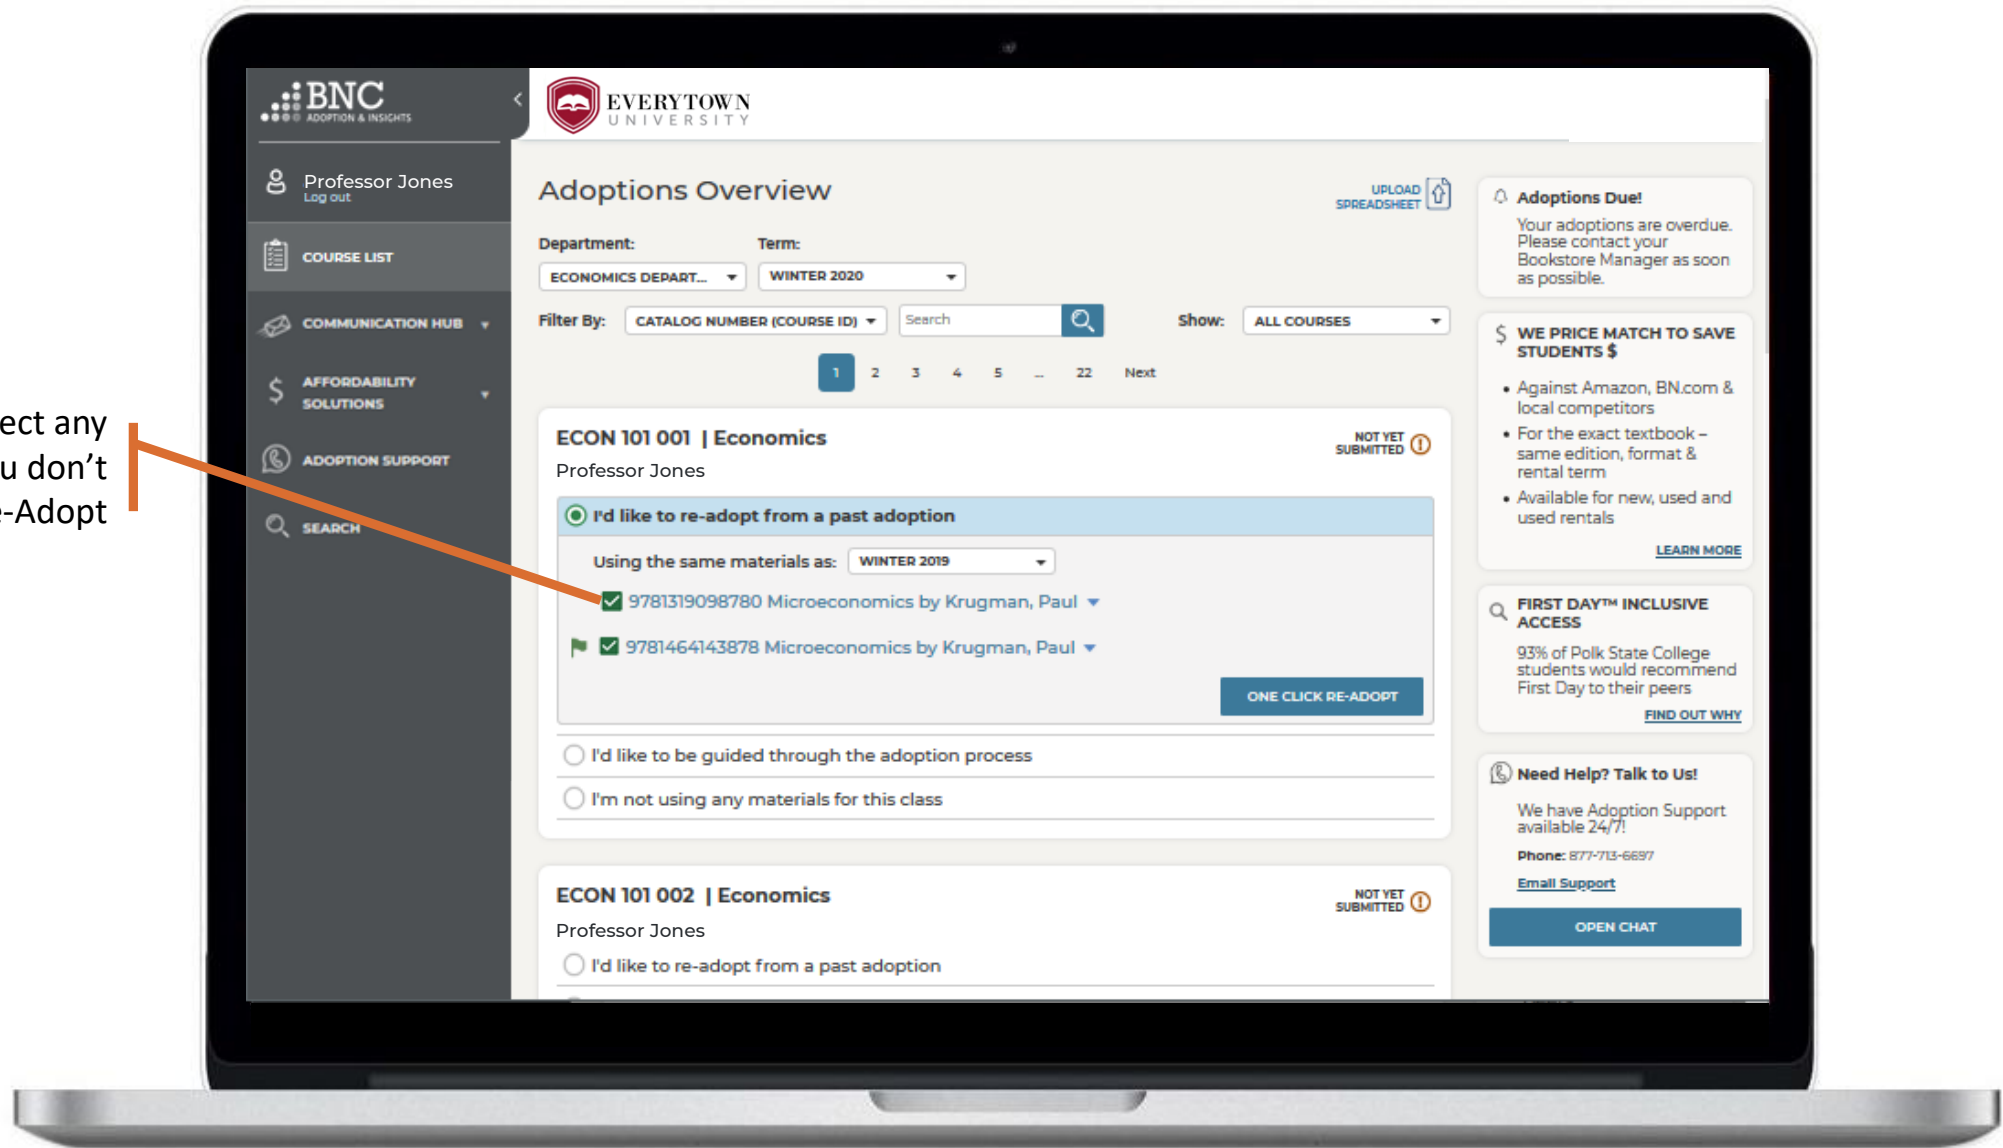 BNC
ADOPTION & INSIGHTS
EVERYTOWN
UNIVERSITY
Professor Jones
Log out
COURSE LIST
COMMUNICATION HUB
AFFORDABILITY
SOLUTIONS
ADOPTION SUPPORT
SEARCH
ect any
u don't
e-Adopt
Adoptions Overview
UPLOAD
SPREADSHEET
Department:
Term:
ECONOMICS DEPART...
WINTER 2020
Filter By:
CATALOG NUMBER (COURSE ID)
Search
Show:
ALL COURSES
1 2 3 4 5 ... 22 Next
ECON 101 001 | Economics
NOT YET
SUBMITTED
Professor Jones
I'd like to re-adopt from a past adoption
Using the same materials as:
WINTER 2019
9781319098780 Microeconomics by Krugman, Paul
9781464143878 Microeconomics by Krugman, Paul
ONE CLICK RE-ADOPT
I'd like to be guided through the adoption process
I'm not using any materials for this class
ECON 101 002 | Economics
NOT YET
SUBMITTED
Professor Jones
I'd like to re-adopt from a past adoption
Adoptions Due!
Your adoptions are overdue.
Please contact your
Bookstore Manager as soon
as possible.
$ WE PRICE MATCH TO SAVE
STUDENTS $
• Against Amazon, BN.com &
local competitors
• For the exact textbook –
same edition, format &
rental term
• Available for new, used and
used rentals
LEARN MORE
FIRST DAY™ INCLUSIVE
ACCESS
93% of Polk State College
students would recommend
First Day to their peers
FIND OUT WHY
Need Help? Talk to Us!
We have Adoption Support
available 24/7!
Phone: 877-713-6697
Email Support
OPEN CHAT